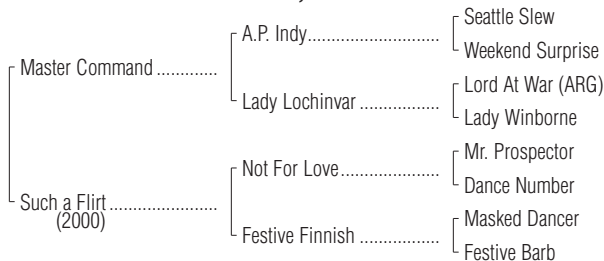 Seattle Slew
A.P. Indy.......................
Weekend Surprise
Master Command .............
Lord At War (ARG)
Lady Lochinvar ..................
Lady Winborne
Mr. Prospector
Not For Love.....................
Dance Number
Such a Flirt.......................
(2000)
Masked Dancer
Festive Finnish ..................
Festive Barb